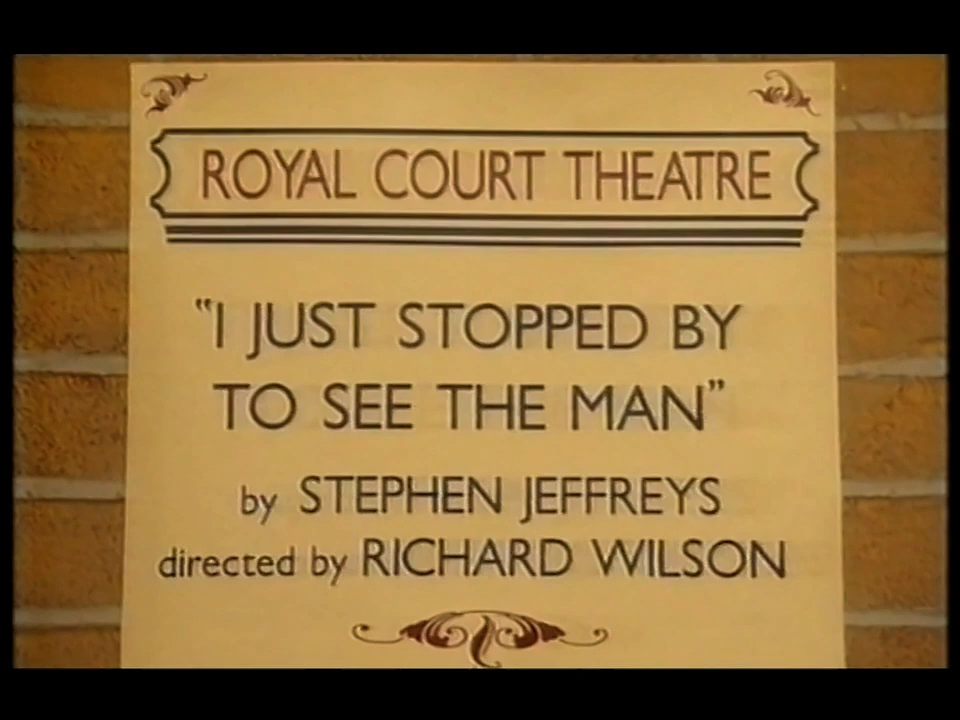 ROYAL COURT THEATRE
"I JUST STOPPED BY
TO SEE THE MAN"
by STEPHEN JEFFREYS
directed by RICHARD WILSON